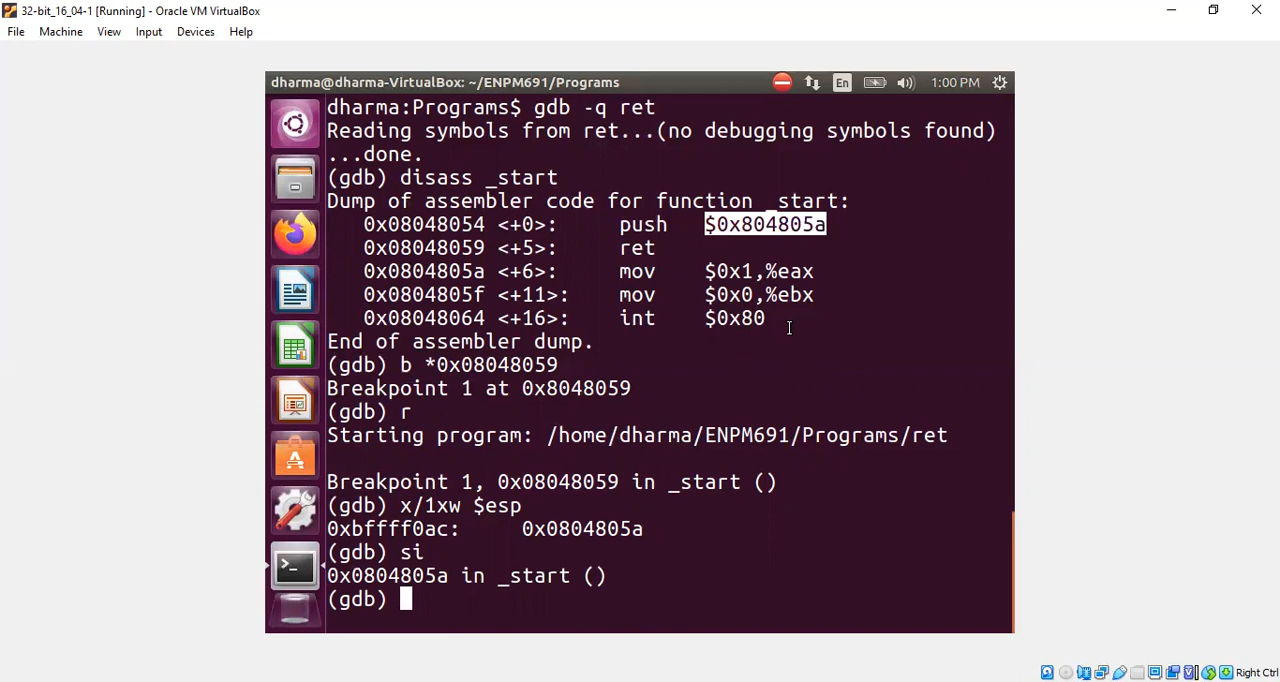 32-bit_16_04-1 [Running] - Oracle VM VirtualBox
File Machine View Input Devices Help
dharma@dharma-VirtualBox: ~/ENPM691/Programs En 1:00 PM
dharma:Programs$ gdb -q ret
Reading symbols from ret...(no debugging symbols found)
...done.
(gdb) disass _start
Dump of assembler code for function _start:
0x08048054 <+0>: push $0x804805a
0x08048059 <+5>: ret
0x0804805a <+6>: mov $0x1,%eax
0x0804805f <+11>: mov $0x0,%ebx
0x08048064 <+16>: int $0x80
End of assembler dump.
(gdb) b *0x08048059
Breakpoint 1 at 0x8048059
(gdb) r
Starting program: /home/dharma/ENPM691/Programs/ret
Breakpoint 1, 0x08048059 in _start ()
(gdb) x/1xw $esp
0xbffff0ac: 0x0804805a
(gdb) si
0x0804805a in _start ()
(gdb)
Right Ctrl